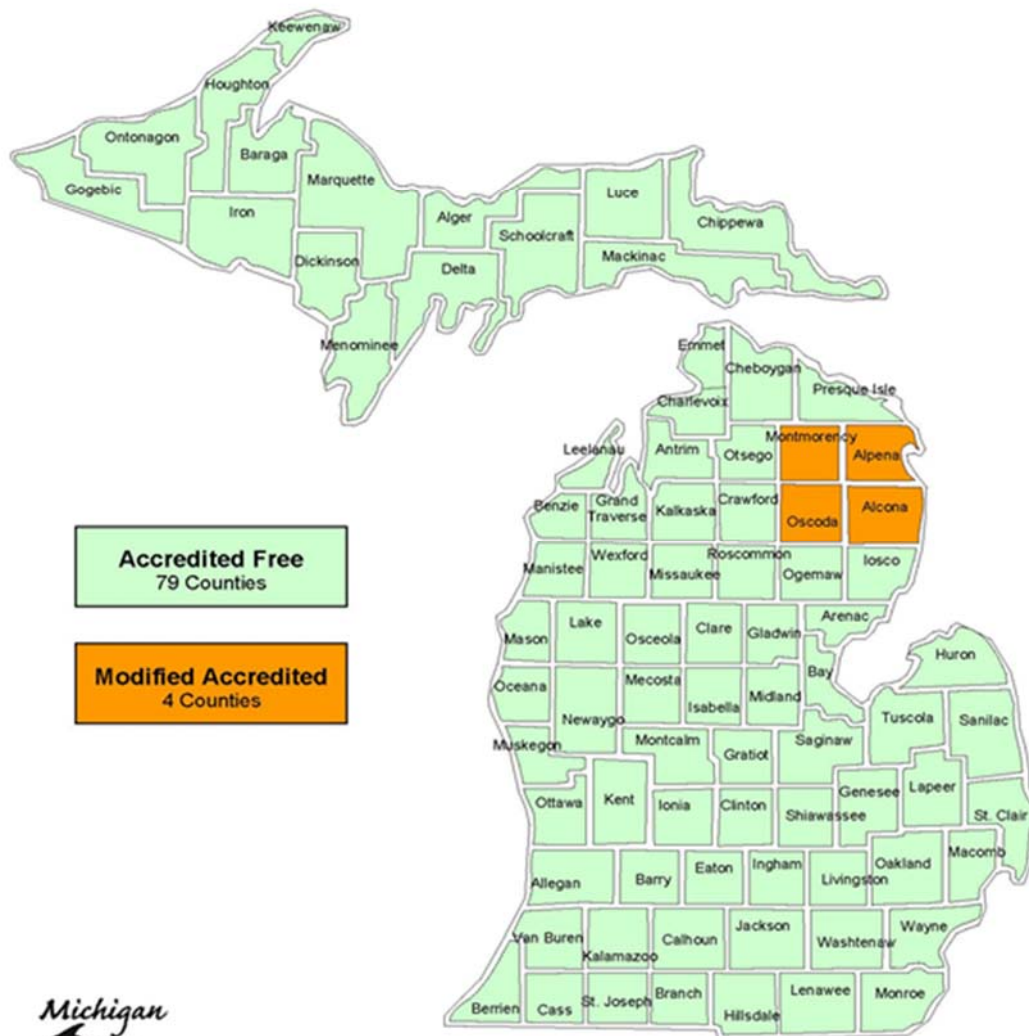 Keewenaw
Houghton
Ontonagon
Baraga
Gogebic
Marquette
Luce
Iron
Alger
Chippewa
Schoolcraft
Dickinson
Delta
Mackinac
Menominee
Emmet
Cheboygan
Presque Isle
Charlevoix
Leelanau
Antrim
Otsego
Montmorency
Alpena
Benzie
Grand
Traverse
Kalkaska
Crawford
Oscoda
Alcona
Accredited Free
79 Counties
Manistee
Wexford
Missaukee
Roscommon
Ogemaw
Iosco
Mason
Lake
Osceola
Clare
Gladwin
Arenac
Modified Accredited
4 Counties
Oceana
Newaygo
Mecosta
Isabella
Midland
Bay
Huron
Muskegon
Montcalm
Gratiot
Saginaw
Tuscola
Sanilac
Ottawa
Kent
Ionia
Clinton
Shiawassee
Genesee
Lapeer
St. Clair
Allegan
Barry
Eaton
Ingham
Livingston
Oakland
Macomb
Van Buren
Kalamazoo
Calhoun
Jackson
Washtenaw
Wayne
Berrien
Cass
St. Joseph
Branch
Hillsdale
Lenawee
Monroe
Michigan